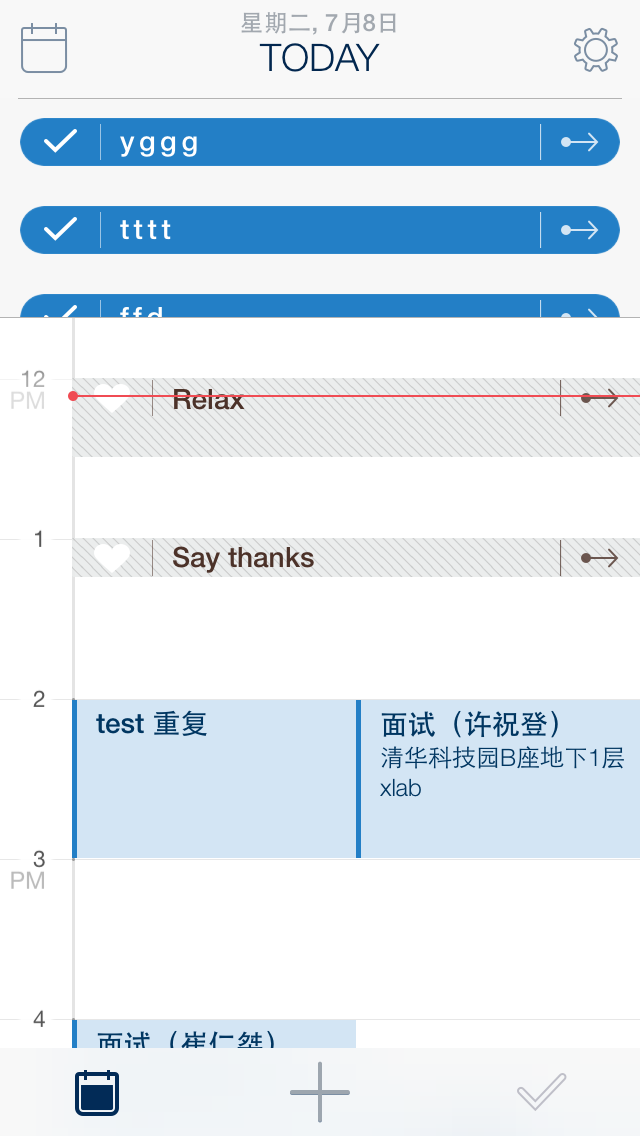 星期二, 7月8日
TODAY
yggg
tttt
ffd
12
PM
Relax
1
Say thanks
2
test 重复
面试（许祝登）
清华科技园B座地下1层
xlab
3
PM
4
面试（崔仁桀）